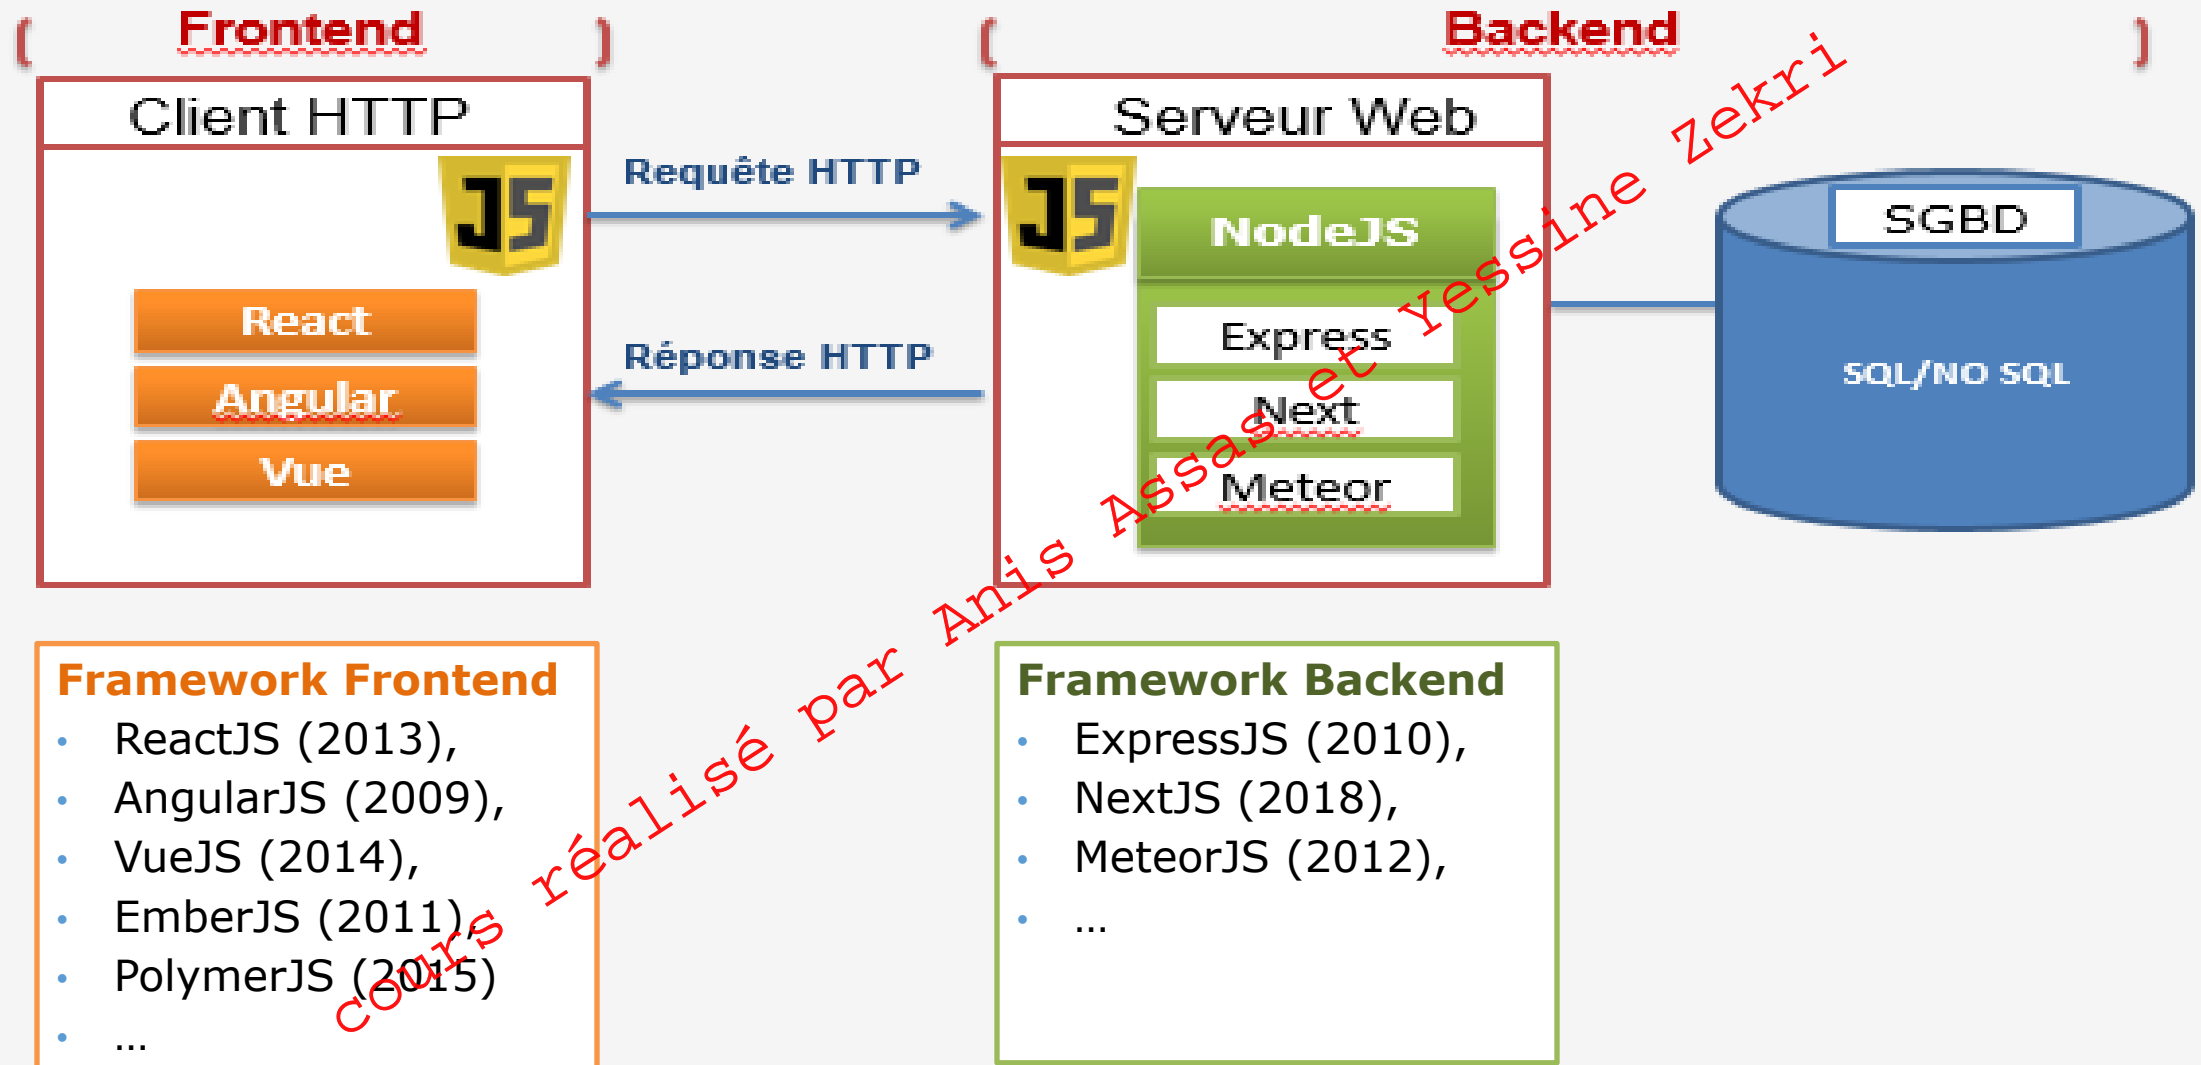 Frontend
Backend
Client HTTP
JS
React
Angular
Vue
Requête HTTP
Réponse HTTP
Serveur Web
JS
NodeJS
Express
Next
Meteor
SGBD
SQL/NO SQL
Framework Frontend
• ReactJS (2013),
• AngularJS (2009),
• VueJS (2014),
• EmberJS (2011),
• PolymerJS (2015)
• ...
Framework Backend
• ExpressJS (2010),
• NextJS (2018),
• MeteorJS (2012),
• ...
cours réalisé par Anis Assas et Yessine Zekri